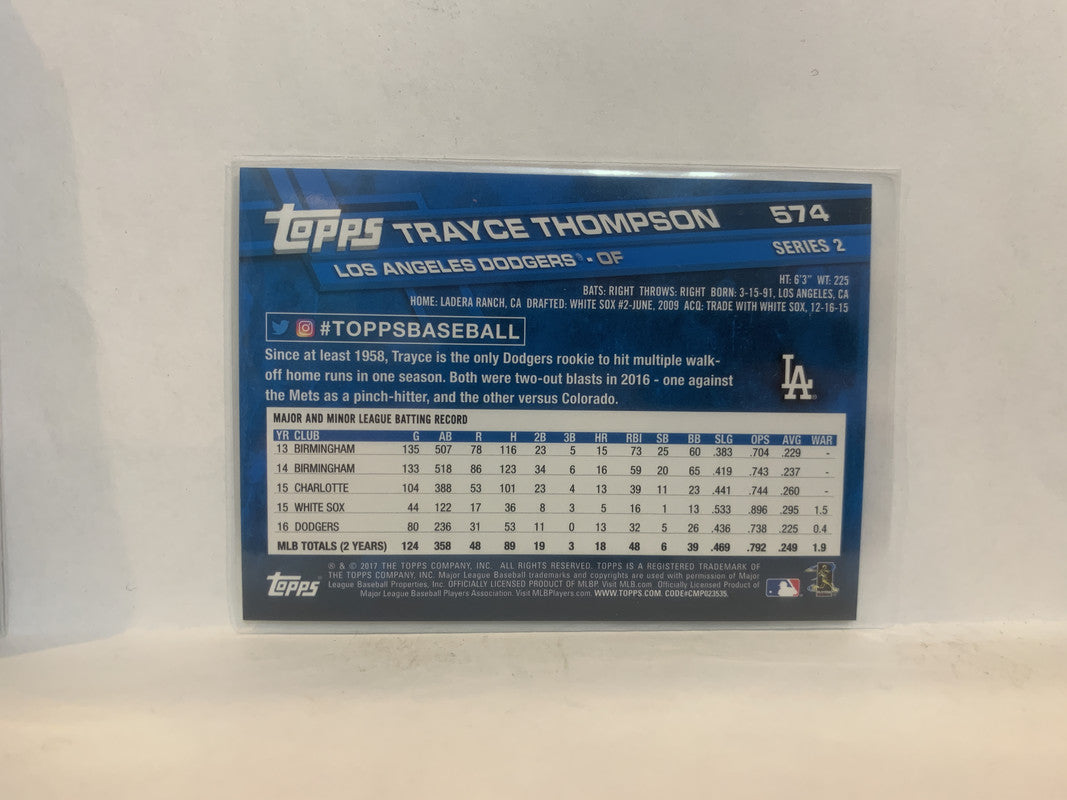 topps TRAYCE THOMPSON 574
LOS ANGELES DODGERS® - OF SERIES 2
HT: 6'3" WT: 225
BATS: RIGHT THROWS: RIGHT BORN: 3-15-91, LOS ANGELES, CA
HOME: LADERA RANCH, CA DRAFTED: WHITE SOX #2-JUNE, 2009 ACQ: TRADE WITH WHITE SOX, 12-16-15
#TOPPSBASEBALL
Since at least 1958, Trayce is the only Dodgers rookie to hit multiple walk-
off home runs in one season. Both were two-out blasts in 2016 - one against
the Mets as a pinch-hitter, and the other versus Colorado.
LA
MAJOR AND MINOR LEAGUE BATTING RECORD
YR CLUB G AB R H 2B 3B HR RBI SB BB SLG OPS AVG WAR
13 BIRMINGHAM 135 507 78 116 23 5 15 73 25 60 .383 .704 .229 -
14 BIRMINGHAM 133 518 86 123 34 6 16 59 20 65 .419 .743 .237 -
15 CHARLOTTE 104 388 53 101 23 4 13 39 11 23 .441 .744 .260 -
15 WHITE SOX 44 122 17 36 8 3 5 16 1 13 .533 .896 .295 1.5
16 DODGERS 80 236 31 53 11 0 13 32 5 26 .436 .738 .225 0.4
MLB TOTALS (2 YEARS) 124 358 48 89 19 3 18 48 6 39 .469 .792 .249 1.9
® & © 2017 THE TOPPS COMPANY, INC. ALL RIGHTS RESERVED. TOPPS IS A REGISTERED TRADEMARK OF
THE TOPPS COMPANY, INC. Major League Baseball trademarks and copyrights are used with permission of Major
League Baseball Properties, Inc. OFFICIALLY LICENSED PRODUCT OF MLBP. Visit MLB.com Officially Licensed Product of
Major League Baseball Players Association. Visit MLBPlayers.com. WWW.TOPPS.COM. CODE#CMP023535.
topps